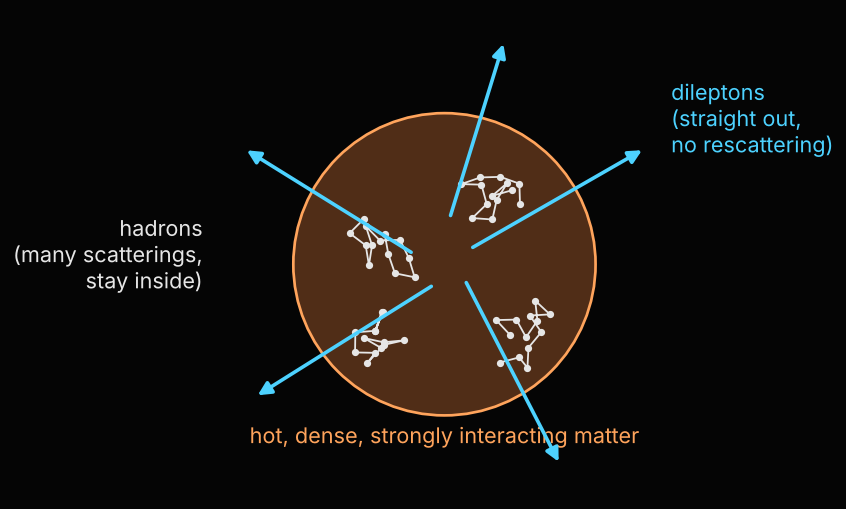 dileptons
(straight out,
no rescattering)
hadrons
(many scatterings,
stay inside)
hot, dense, strongly interacting matter